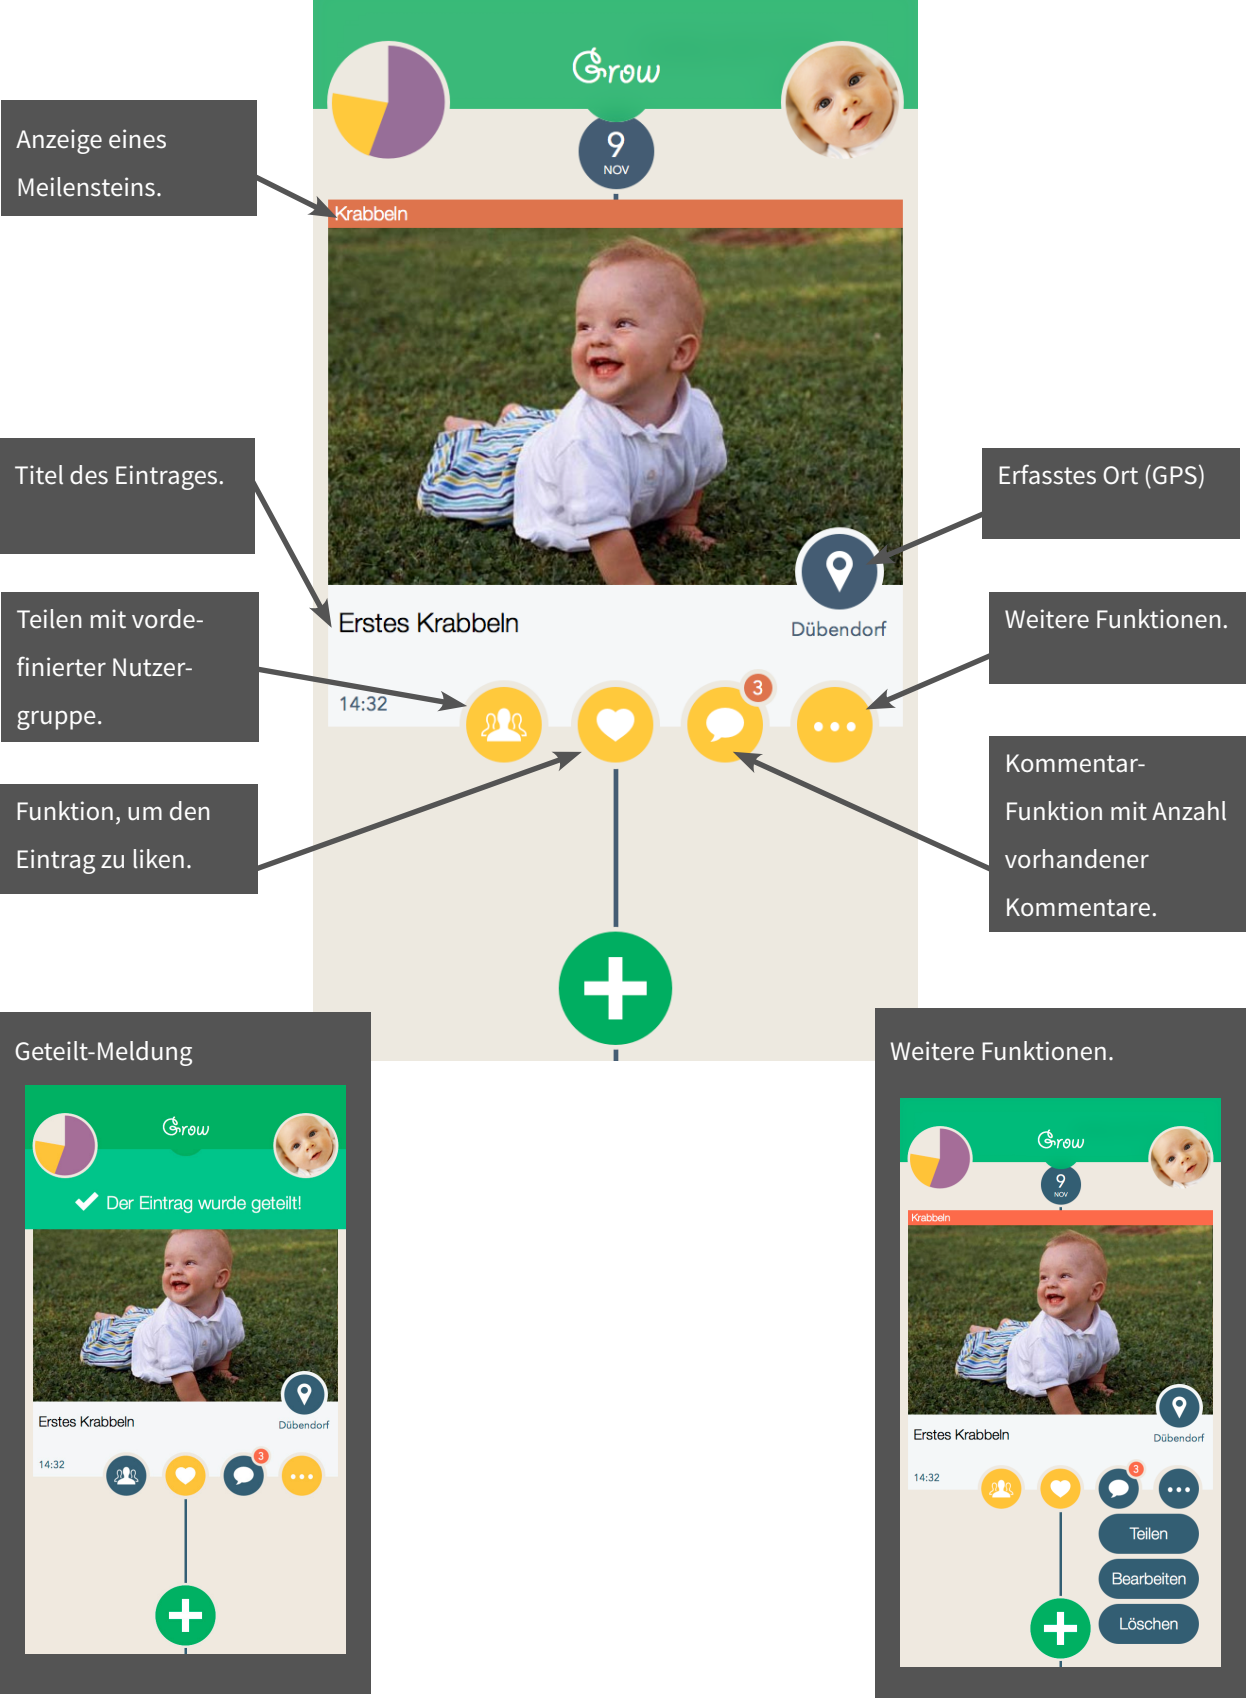 Grow
9
NOV
Anzeige eines
Meilensteins.
Krabbeln
Titel des Eintrages.
Erfasstes Ort (GPS)
Erstes Krabbeln
Dübendorf
14:32
3
Teilen mit vorde-
finierter Nutzer-
gruppe.
Weitere Funktionen.
Funktion, um den
Eintrag zu liken.
Kommentar-
Funktion mit Anzahl
vorhandener
Kommentare.
Geteilt-Meldung
Grow
Der Eintrag wurde geteilt!
Erstes Krabbeln
Dübendorf
14:32
3
Weitere Funktionen.
Grow
9
NOV
Krabbeln
Erstes Krabbeln
Dübendorf
14:32
3
Teilen
Bearbeiten
Löschen